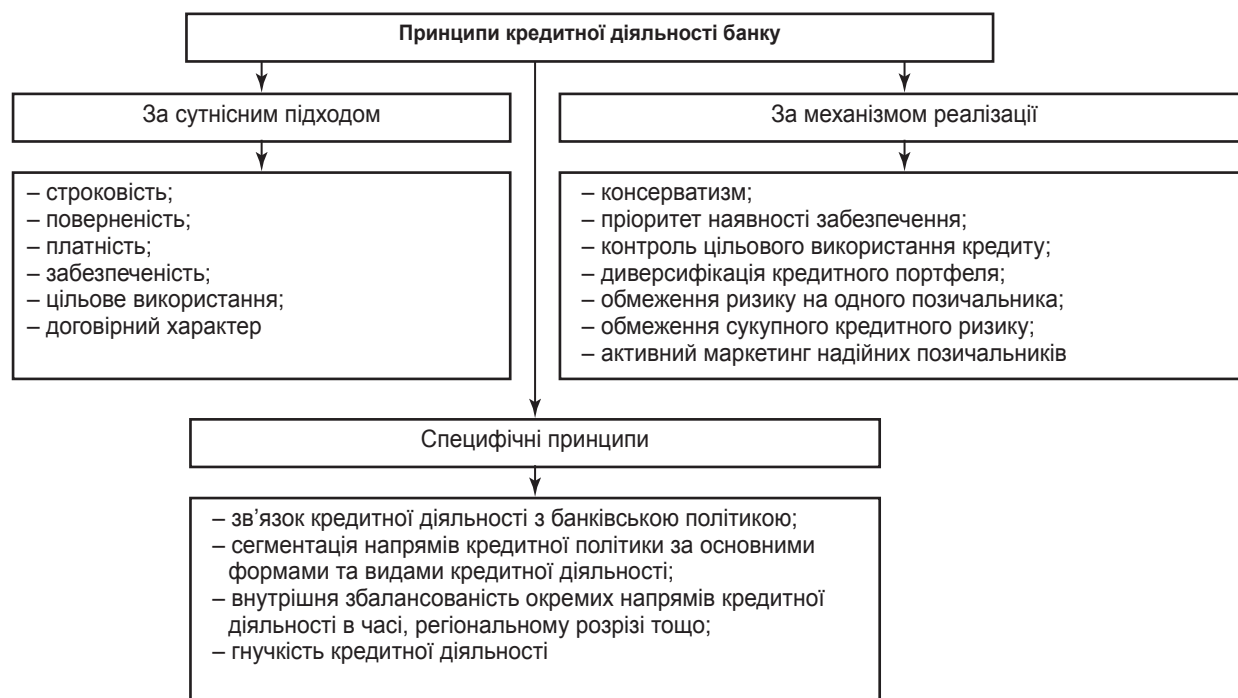 Принципи кредитної діяльності банку
За сутнісним підходом
– строковість;
– поверненість;
– платність;
– забезпеченість;
– цільове використання;
– договірний характер
За механізмом реалізації
– консерватизм;
– пріоритет наявності забезпечення;
– контроль цільового використання кредиту;
– диверсифікація кредитного портфеля;
– обмеження ризику на одного позичальника;
– обмеження сукупного кредитного ризику;
– активний маркетинг надійних позичальників
Специфічні принципи
– зв’язок кредитної діяльності з банківською політикою;
– сегментація напрямів кредитної політики за основними
формами та видами кредитної діяльності;
– внутрішня збалансованість окремих напрямів кредитної
діяльності в часі, регіональному розрізі тощо;
– гнучкість кредитної діяльності